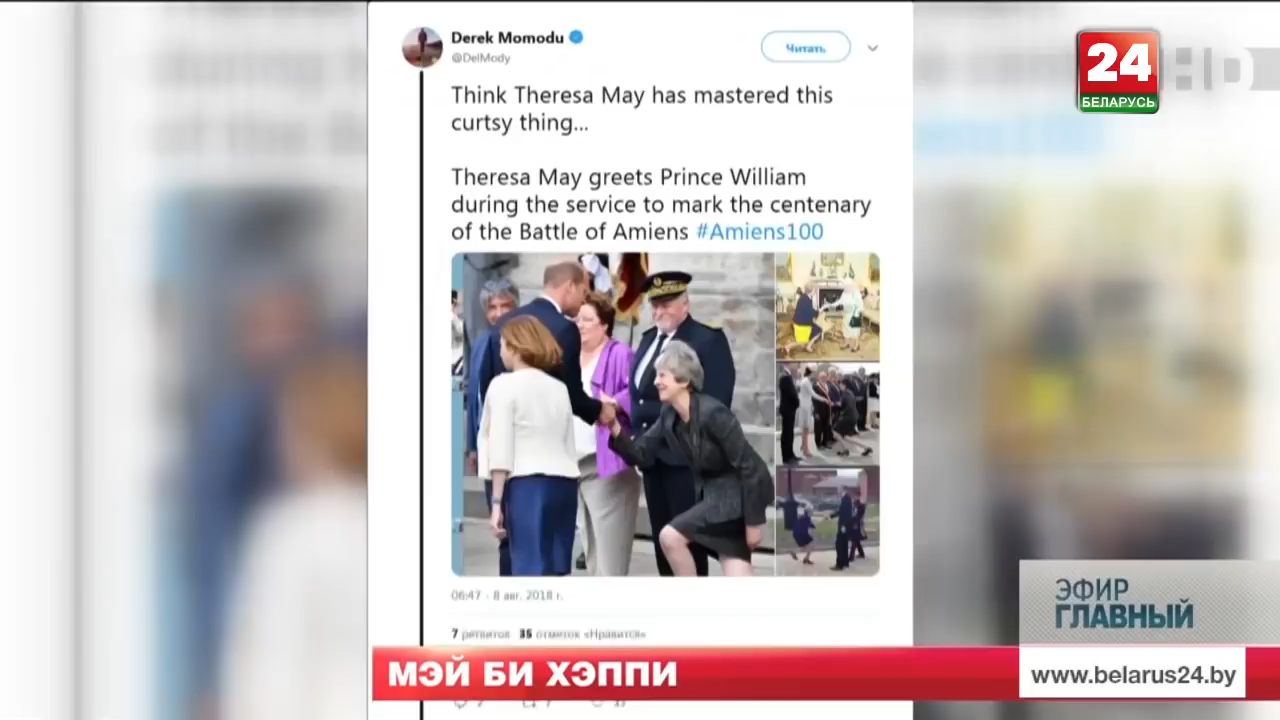 Derek Momodu
@DelMody
Читать
Think Theresa May has mastered this
curtsy thing...
Theresa May greets Prince William
during the service to mark the centenary
of the Battle of Amiens #Amiens100
06:47 - 8 авг. 2018 г.
7 ретвитов 35 отметок «Нравится»
24
HD
БЕЛАРУСЬ
ЭФИР
ГЛАВНЫЙ
МЭЙ БИ ХЭППИ
www.belarus24.by